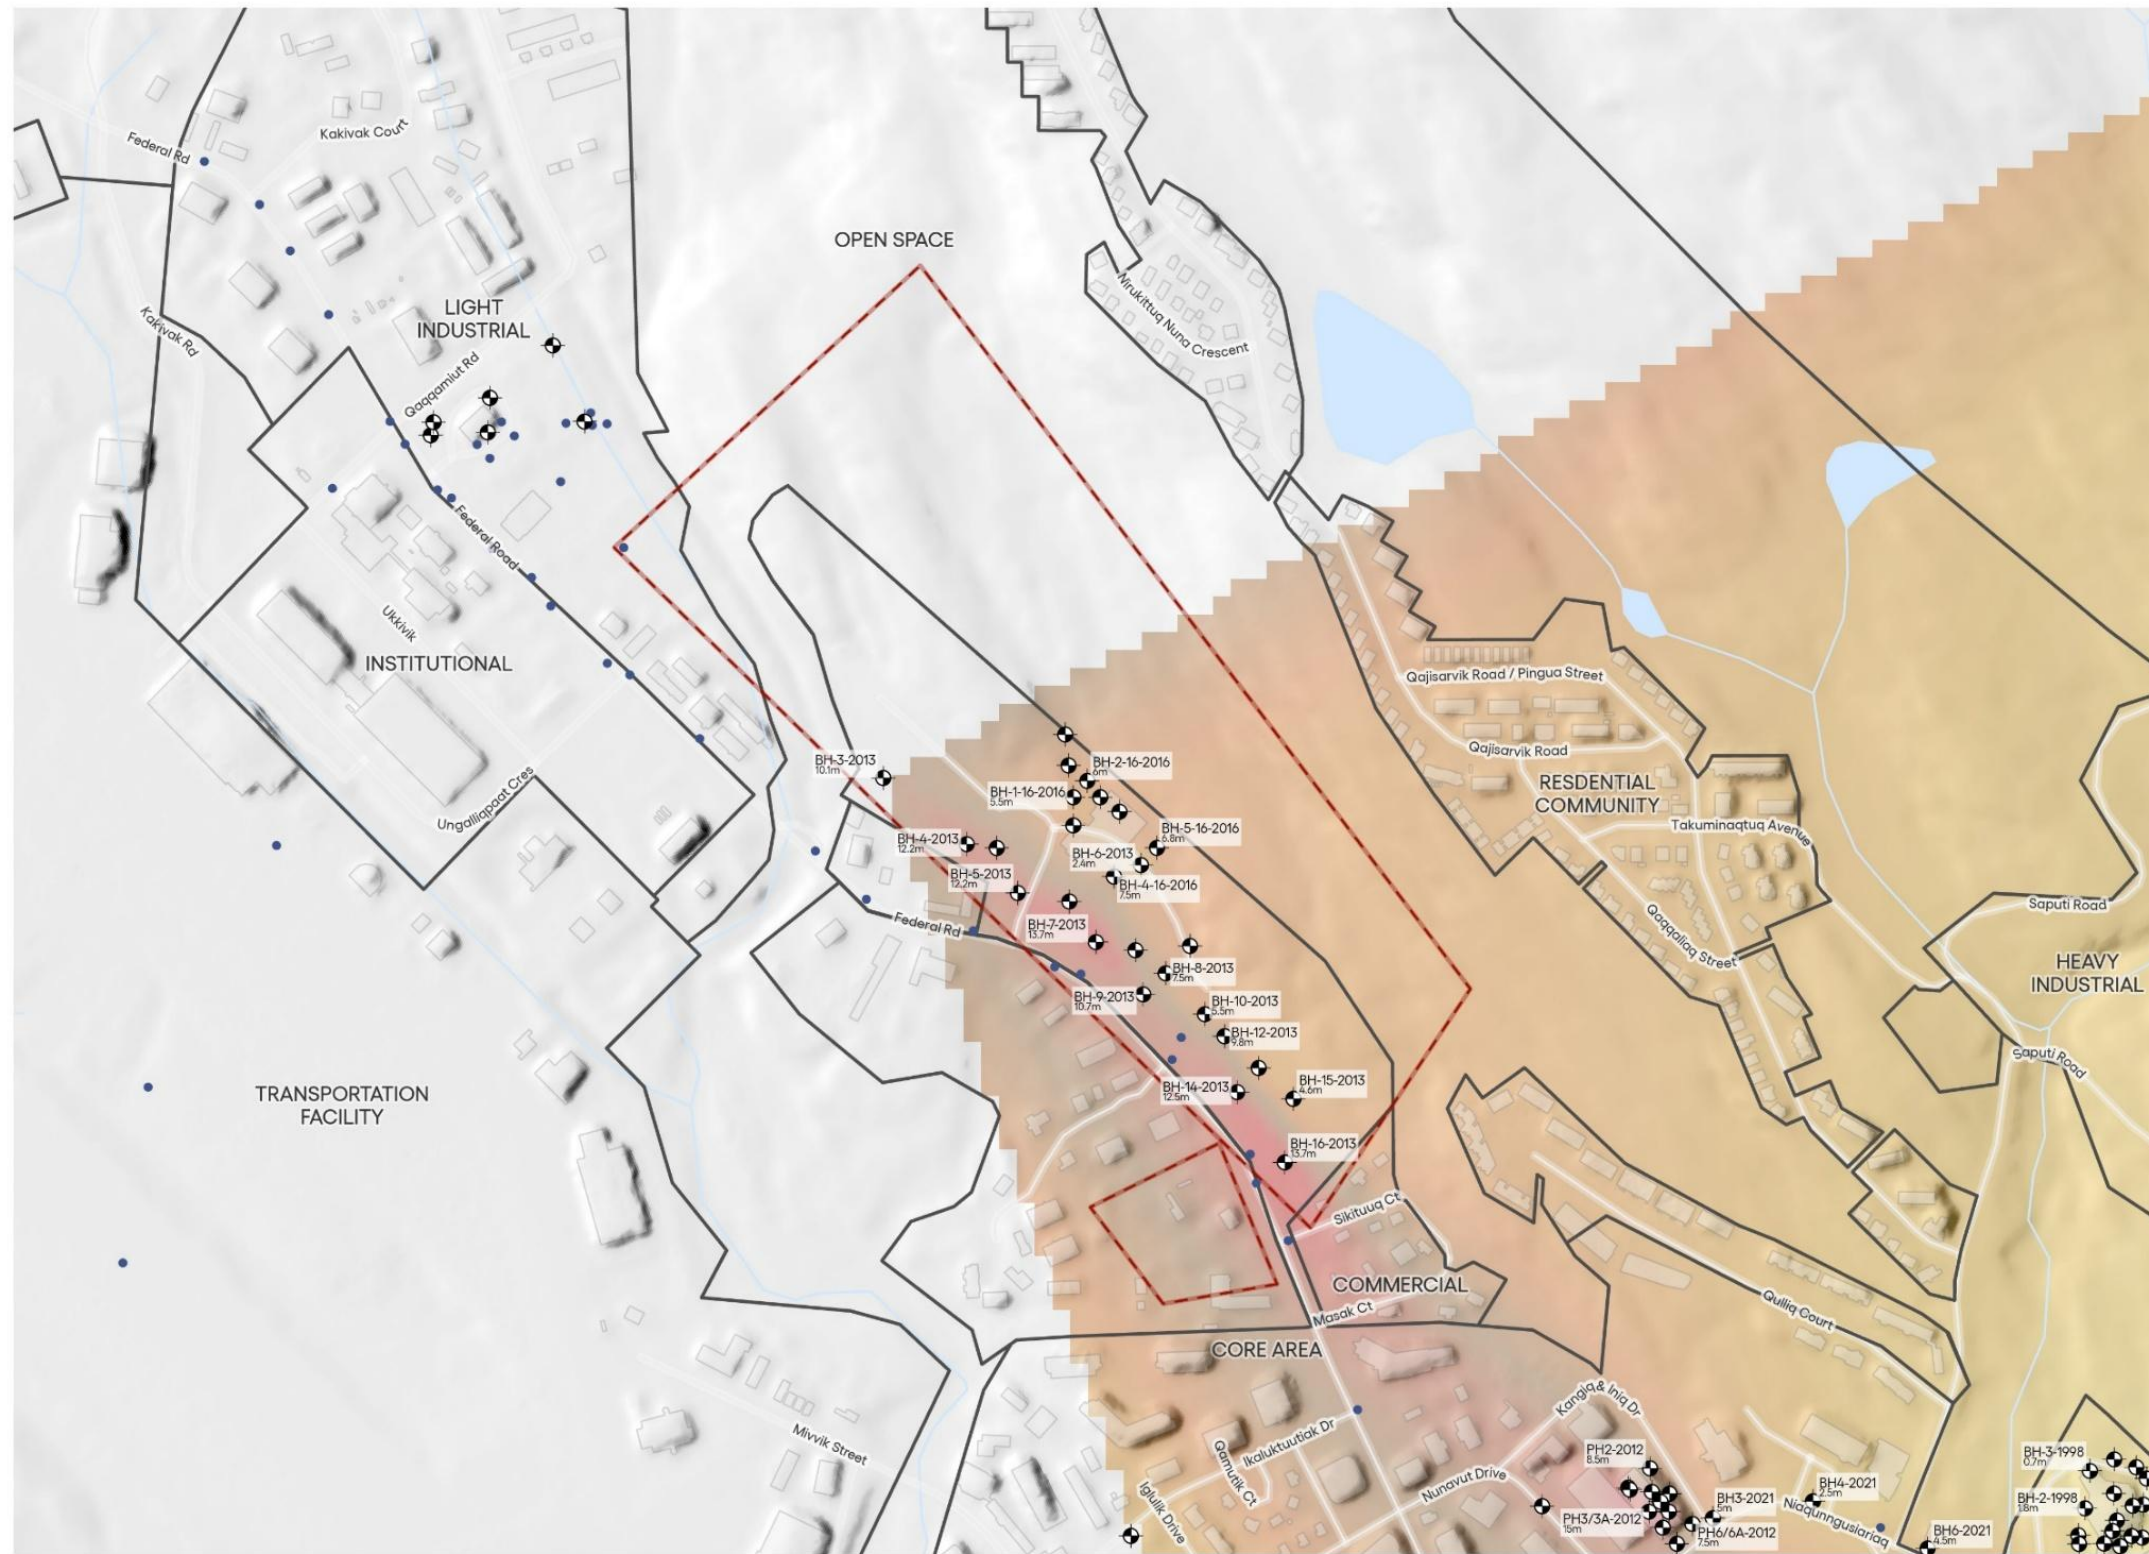 Federal Rd
Kakivak Court
OPEN SPACE
Nirukittuq Nuna Crescent
LIGHT
INDUSTRIAL
Kakivak Rd
Qaqqamiut Rd
Federal Road
Ukkivik
INSTITUTIONAL
Ungalliqpaat Cres
Qajisarvik Road / Pingua Street
Qajisarvik Road
RESDENTIAL
COMMUNITY
Takuminaqtuq Avenue
BH-3-2013
10.1m
BH-2-16-2016
6m
BH-1-16-2016
5.5m
BH-4-2013
12.2m
BH-5-16-2016
6.8m
BH-6-2013
2.4m
BH-5-2013
12.2m
BH-4-16-2016
7.5m
Federal Rd
BH-7-2013
13.7m
BH-8-2013
7.5m
BH-9-2013
10.7m
BH-10-2013
5.5m
BH-12-2013
9.8m
Qaqqaliaq Street
Saputi Road
HEAVY
INDUSTRIAL
Saputi Road
TRANSPORTATION
FACILITY
BH-14-2013
12.5m
BH-15-2013
4.6m
BH-16-2013
13.7m
Sikituuq Ct
COMMERCIAL
Masak Ct
Qulliq Court
CORE AREA
Mivvik Street
Kangiq & Iniq Dr
Ikaluktuutiak Dr
Qamutik Ct
Iglulik Drive
Nunavut Drive
PH2-2012
8.5m
PH3/3A-2012
15m
BH3-2021
5m
PH6/6A-2012
7.5m
BH4-2021
2.5m
Niaqunngusiariaq
BH6-2021
4.5m
BH-3-1998
0.7m
BH-2-1998
1.8m